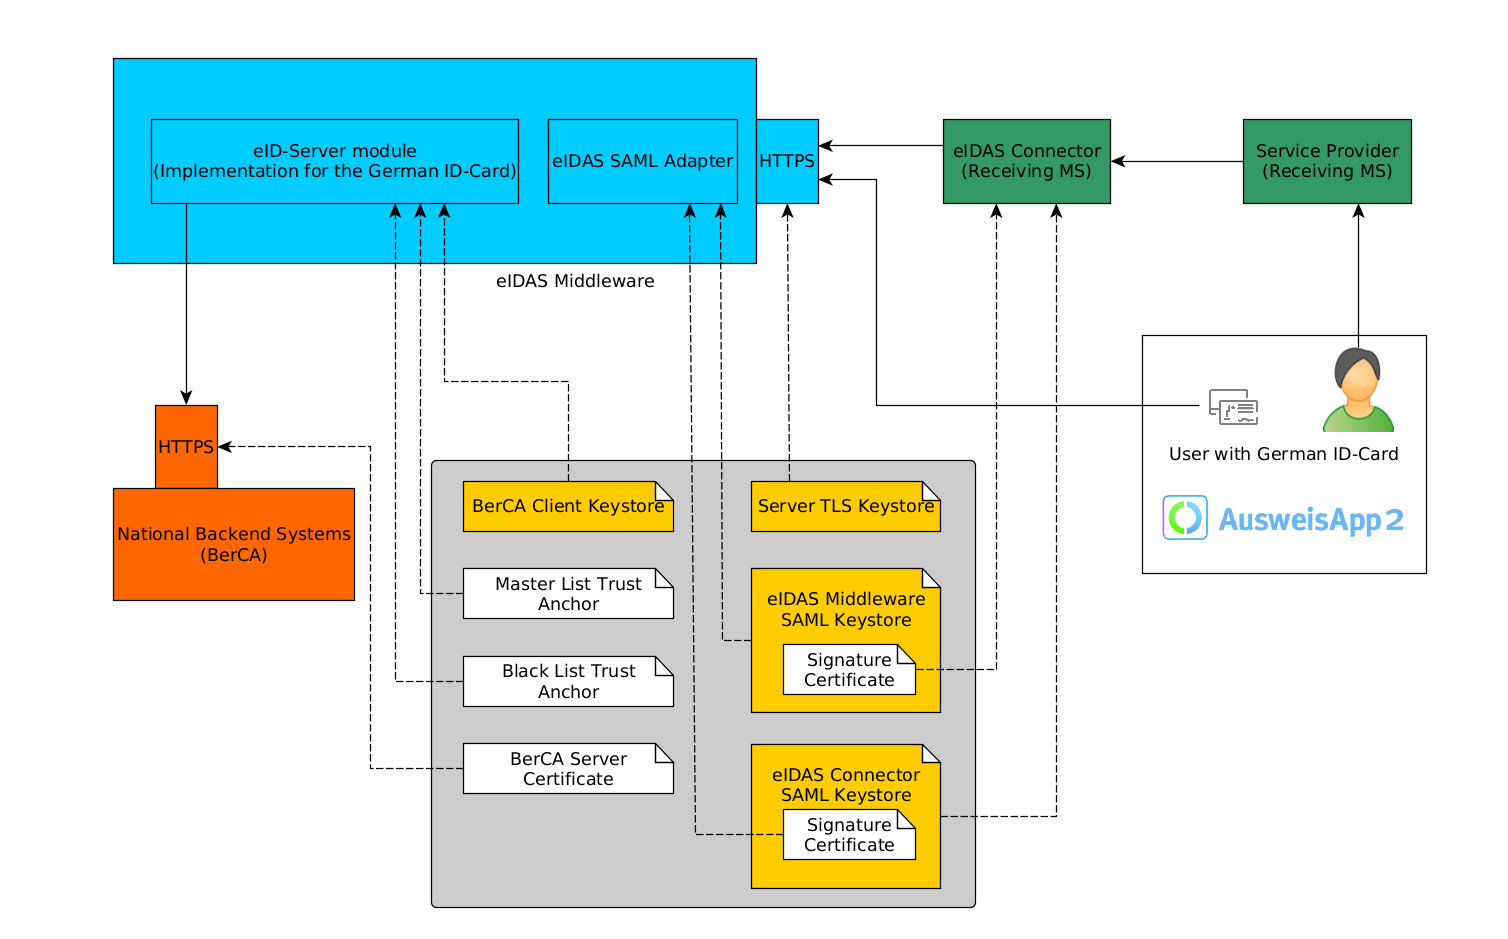 eID-Server module
(Implementation for the German ID-Card)
eIDAS SAML Adapter
HTTPS
eIDAS Connector
(Receiving MS)
Service Provider
(Receiving MS)
eIDAS Middleware
HTTPS
National Backend Systems
(BerCA)
User with German ID-Card
AusweisApp2
BerCA Client Keystore
Server TLS Keystore
Master List Trust
Anchor
eIDAS Middleware
SAML Keystore
Signature
Certificate
Black List Trust
Anchor
BerCA Server
Certificate
eIDAS Connector
SAML Keystore
Signature
Certificate